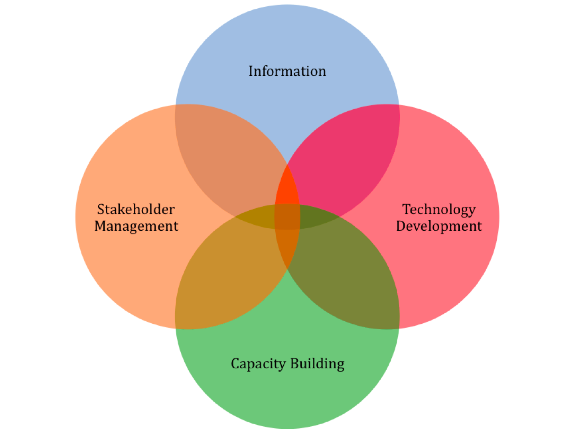 Information
Stakeholder
Management
Technology
Development
Capacity Building